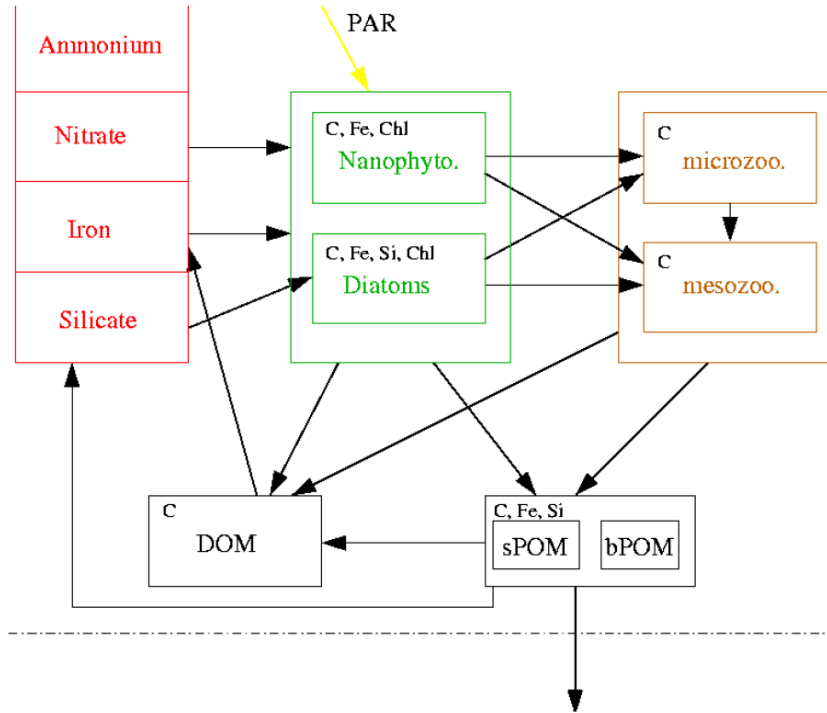 PAR
Ammonium
Nitrate
Iron
Silicate
C, Fe, Chl
Nanophyto.
C, Fe, Si, Chl
Diatoms
C
microzoo.
C
mesozoo.
C
DOM
C, Fe, Si
sPOM
bPOM